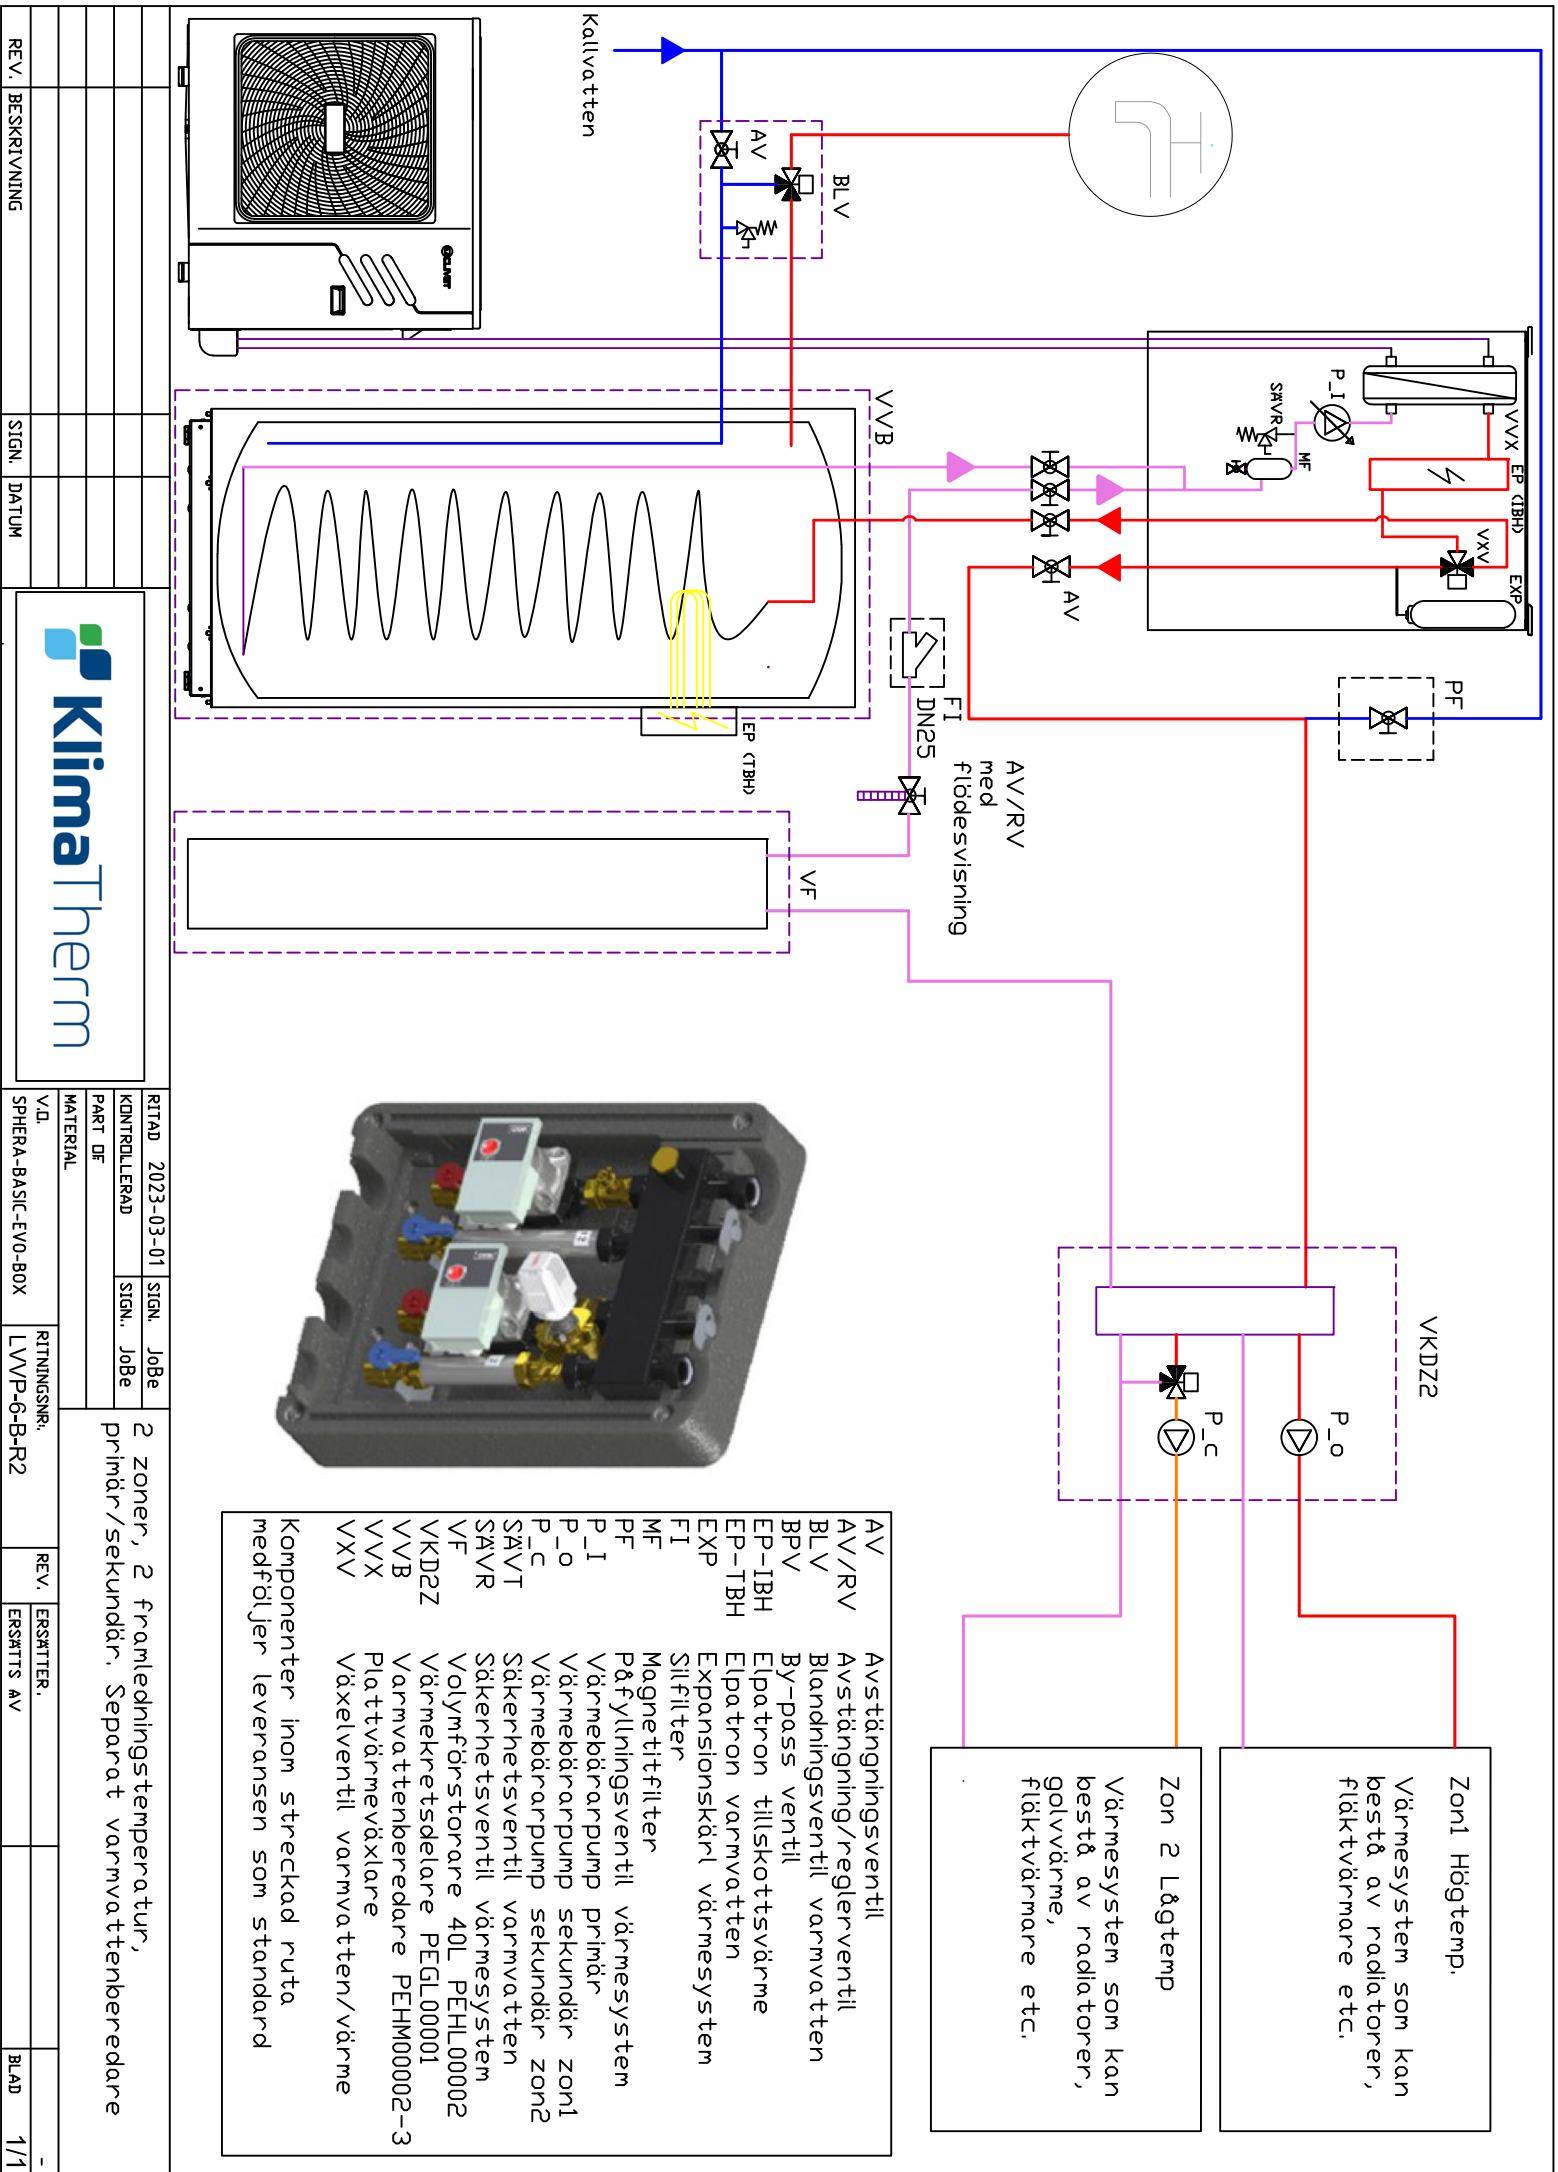 Kallvatten
AV
BLV
VVB
P_I
SÄVR
MF
VVX
EP (IBH)
VXV
EXP
AV
PF
FI
DN25
AV/RV
med
flödesvisning
EP (TBH)
VF
VKDZ2
P_o
P_c
CLIVET
Zon1 Högtemp.
Värmesystem som kan
bestå av radiatorer,
fläktvärmare etc.
Zon 2 Lågtemp
Värmesystem som kan
bestå av radiatorer,
golvvärme,
fläktvärmare etc.
AV Avstängningsventil
AV/RV Avstängning/reglerventil
BLV Blandningsventil varmvatten
BPV By-pass ventil
EP-IBH Elpatron tillskottsvärme
EP-TBH Elpatron varmvatten
EXP Expansionskärl värmesystem
FI Silfilter
MF Magnetitfilter
PF Påfyllningsventil värmesystem
P_I Värmebärarpump primär
P_o Värmebärarpump sekundär zon1
P_c Värmebärarpump sekundär zon2
SÄVT Säkerhetsventil varmvatten
SÄVR Säkerhetsventil värmesystem
VF Volymförstorare 40L PEHL00002
VKD2Z Värmekretsdelare PEGL00001
VVB Varmvattenberedare PEHM00002-3
VVX Plattvärmeväxlare
VXV Växelventil varmvatten/värme
Komponenter inom streckad ruta
medföljer leveransen som standard
REV. BESKRIVNING SIGN. DATUM
KlimaTherm
RITAD 2023-03-01 SIGN. JoBe
KONTROLLERAD SIGN. JoBe
PART OF
MATERIAL
V.O.
SPHERA-BASIC-EVO-BOX
RITNINGSNR.
LVVP-6-B-R2
REV.
2 zoner, 2 framledningstemperatur,
primär/sekundär. Separat varmvattenberedare
ERSÄTTER. -
ERSÄTTS AV
BLAD 1/1